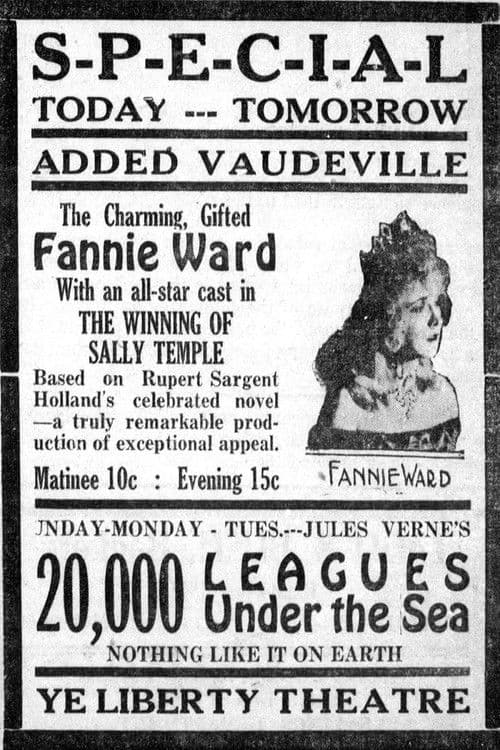 S-P-E-C-I-A-L
TODAY --- TOMORROW
ADDED VAUDEVILLE
The Charming, Gifted
Fannie Ward
With an all-star cast in
THE WINNING OF
SALLY TEMPLE
Based on Rupert Sargent
Holland's celebrated novel
—a truly remarkable prod-
uction of exceptional appeal.
Matinee 10c : Evening 15c
FANNIE WARD
UNDAY-MONDAY - TUES.---JULES VERNE'S
20,000 LEAGUES
Under the Sea
NOTHING LIKE IT ON EARTH
YE LIBERTY THEATRE